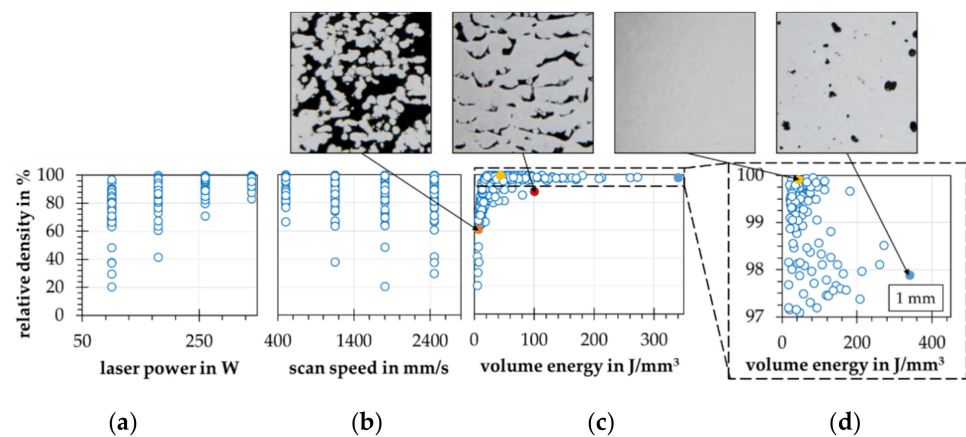 relative density in %
100
80
60
40
20
0
50 250
laser power in W
400 1400 2400
scan speed in mm/s
0 100 200 300
volume energy in J/mm³
100
99
98
97
1 mm
0 200 400
volume energy in J/mm³
(a) (b) (c) (d)